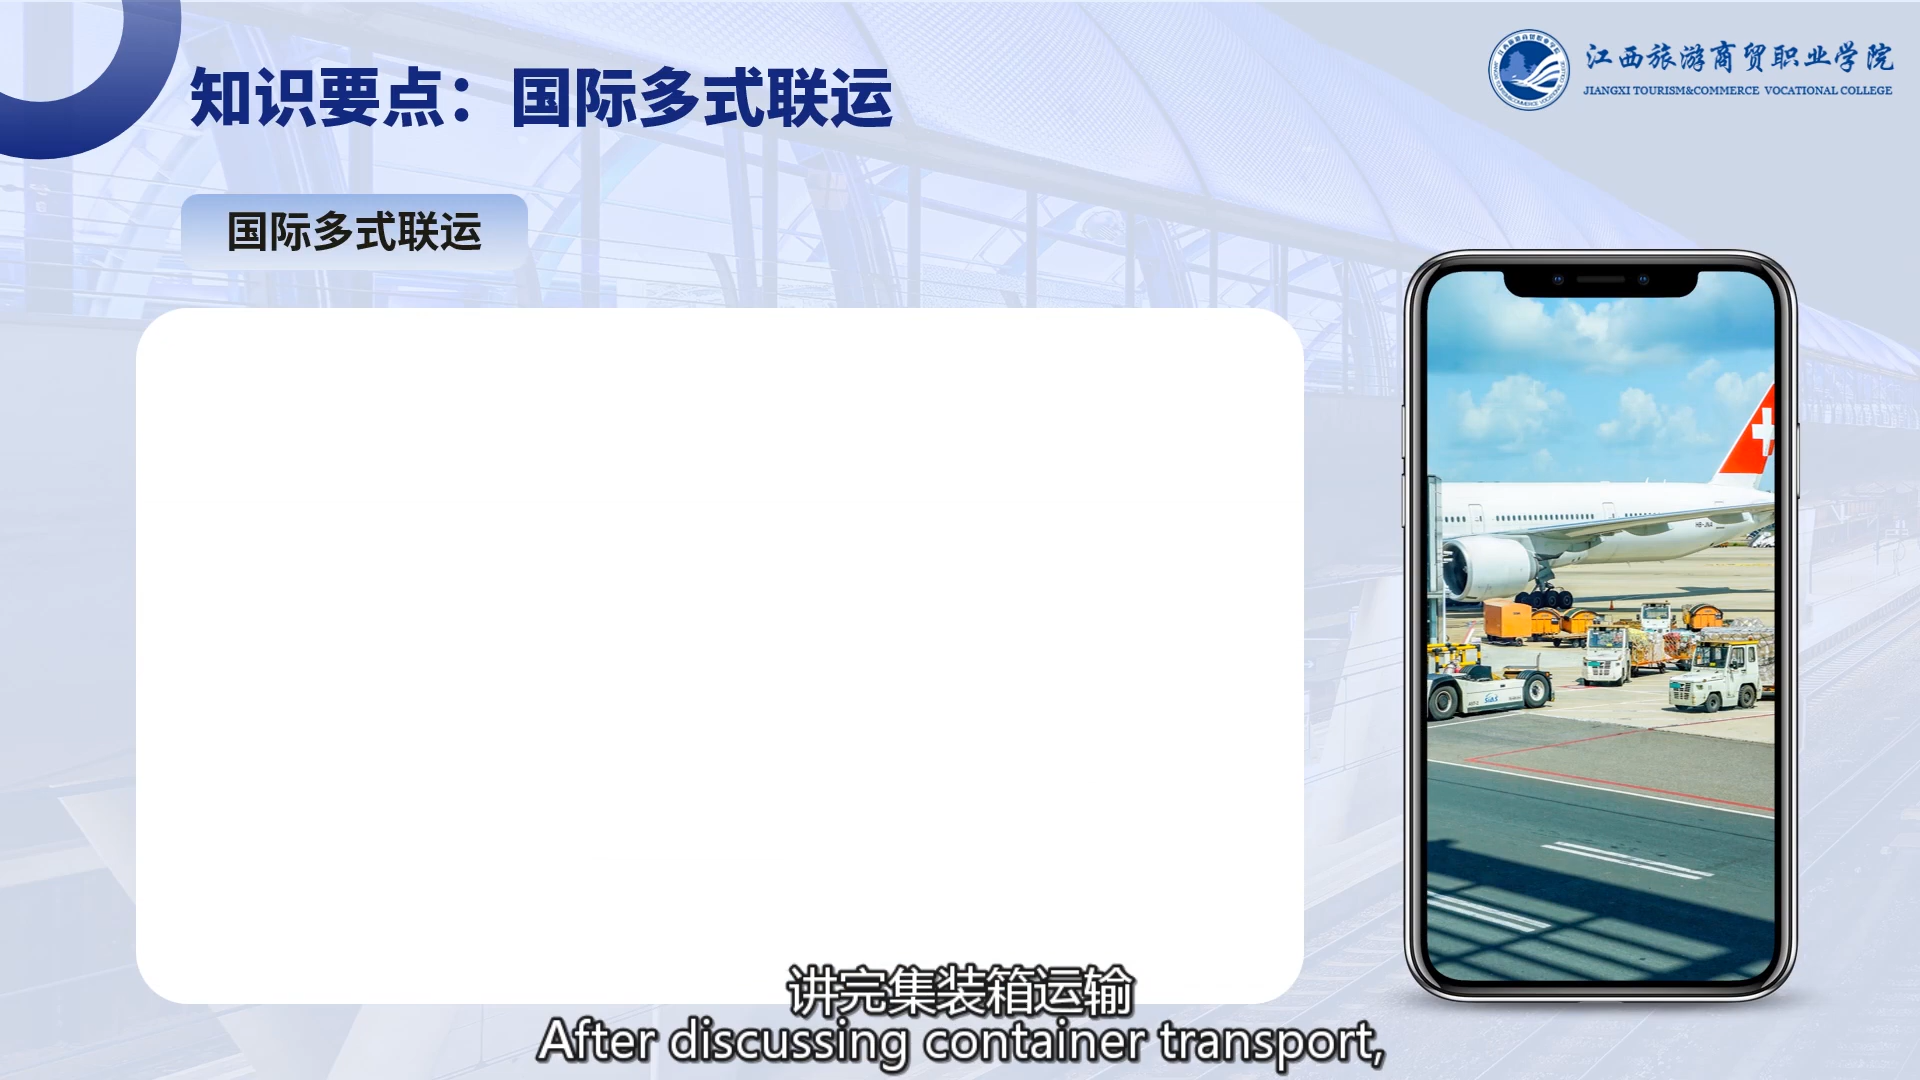 知识要点：国际多式联运
江西旅游商贸职业学院
JIANGXI TOURISM&COMMERCE VOCATIONAL COLLEGE
国际多式联运
HB-JNA
讲完集装箱运输
After discussing container transport,